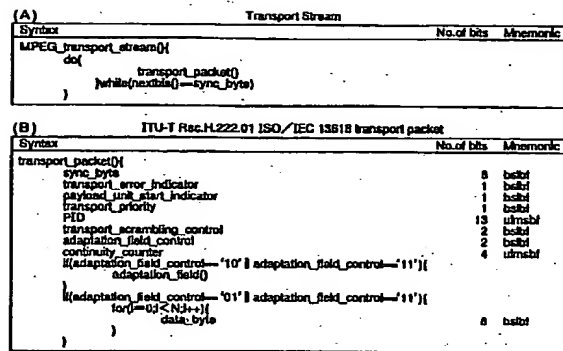 (A) Transport Stream
Syntax No.of bits Mnemonic
MPEG_transport_stream(){
do{
transport_packet()
}while(nextbits()==sync_byte)
}
(B) ITU-T Rec.H.222.01 ISO/IEC 13818 transport packet
Syntax No.of bits Mnemonic
transport_packet(){
sync_byte 8 bslbf
transport_error_indicator 1 bslbf
payload_unit_start_indicator 1 bslbf
transport_priority 1 bslbf
PID 13 uimsbf
transport_scrambling_control 2 bslbf
adaptation_field_control 2 bslbf
continuity_counter 4 uimsbf
if(adaptation_field_control=='10' || adaptation_field_control=='11'){
adaptation_field()
}
if(adaptation_field_control=='01' || adaptation_field_control=='11'){
for(i=0;i<N;i++){
data_byte 8 bslbf
}
}
}